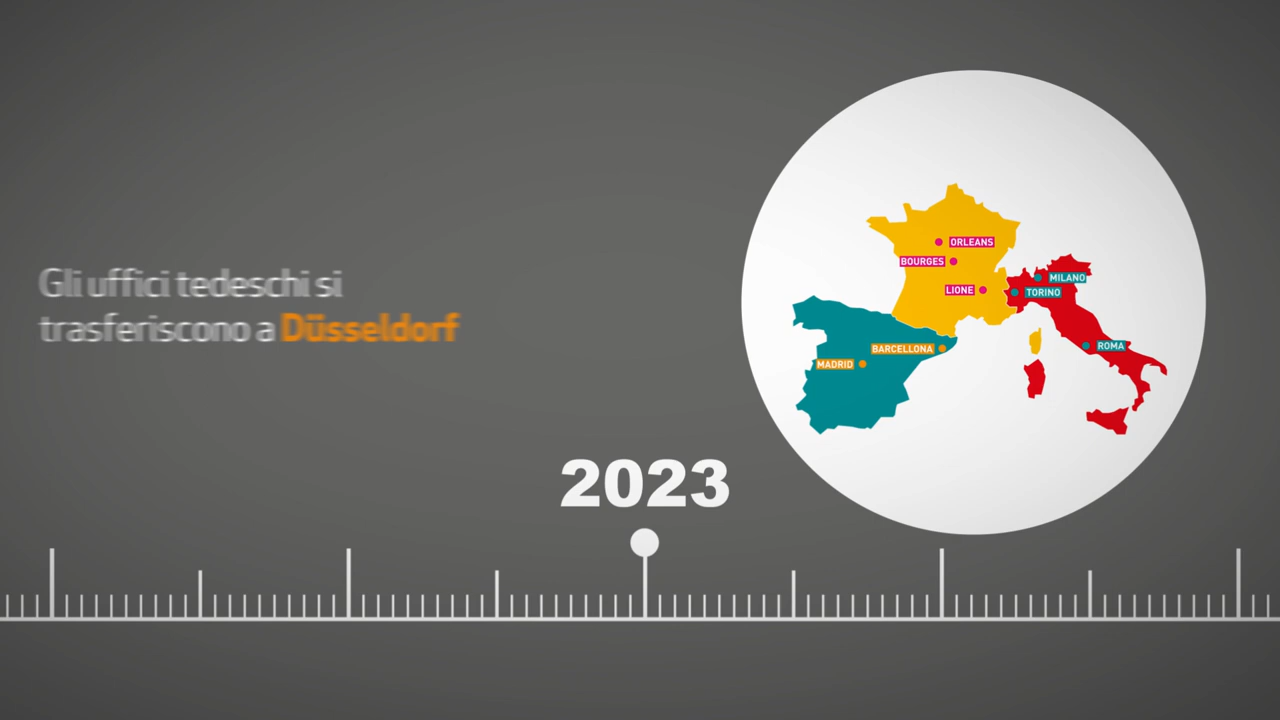 Gli uffici tedeschi si
trasferiscono a Düsseldorf
2023
ORLEANS
BOURGES
LIONE
MILANO
TORINO
ROMA
BARCELLONA
MADRID